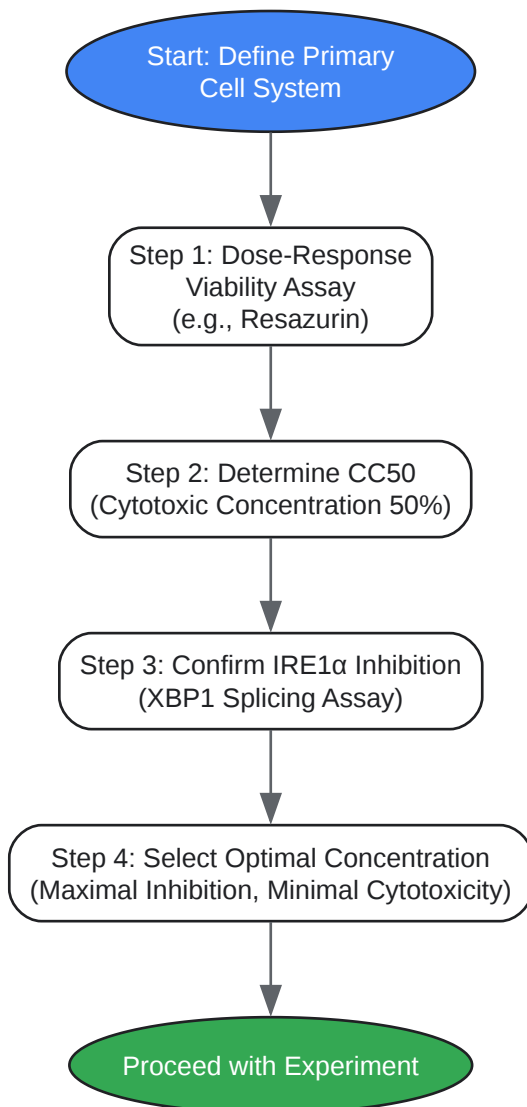 Start: Define Primary
Cell System
Step 1: Dose-Response
Viability Assay
(e.g., Resazurin)
Step 2: Determine CC50
(Cytotoxic Concentration 50%)
Step 3: Confirm IRE1α Inhibition
(XBP1 Splicing Assay)
Step 4: Select Optimal Concentration
(Maximal Inhibition, Minimal Cytotoxicity)
Proceed with Experiment